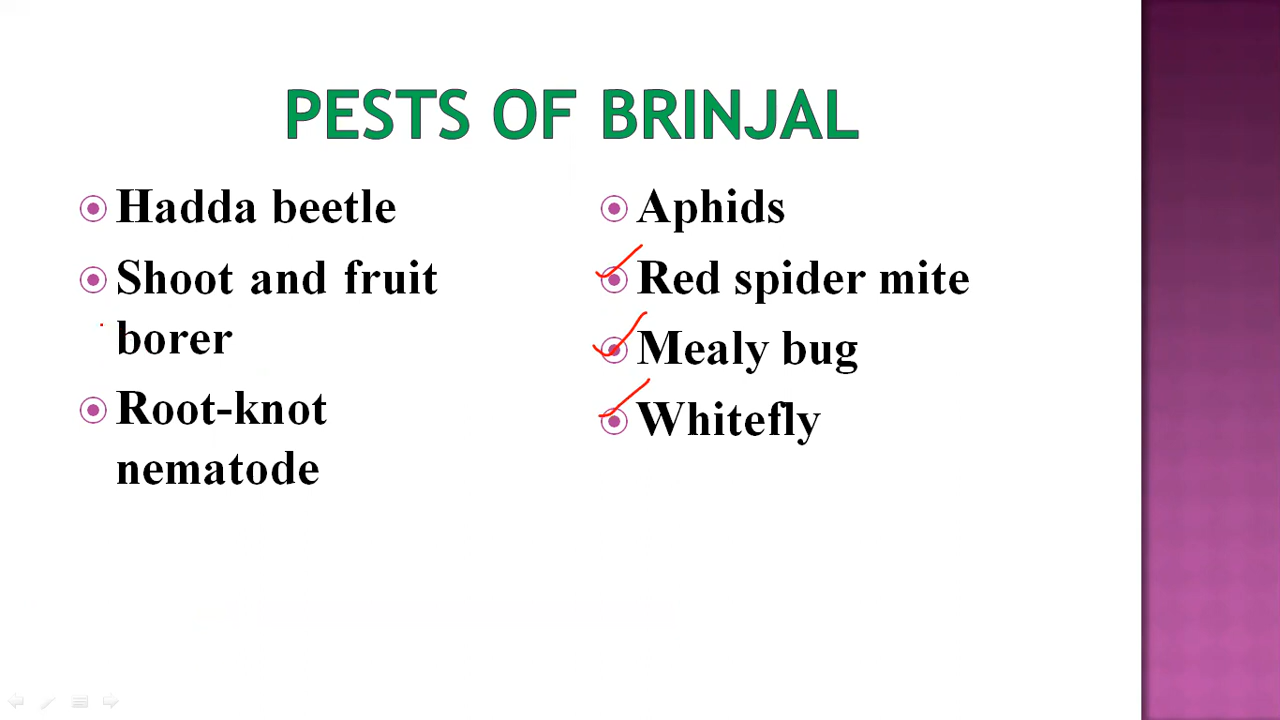 PESTS OF BRINJAL
Hadda beetle
Shoot and fruit
borer
Root-knot
nematode
Aphids
Red spider mite
Mealy bug
Whitefly